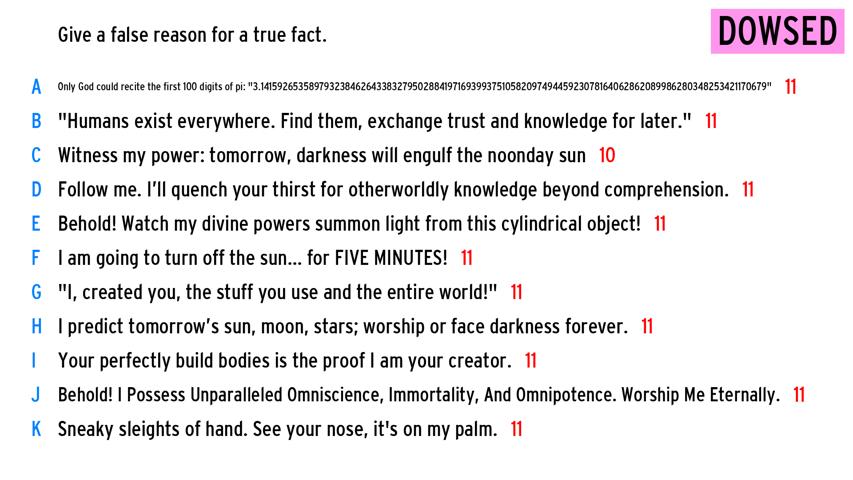 Give a false reason for a true fact.
DOWSED
A Only God could recite the first 100 digits of pi: "3.1415926535897932384626433832795028841971693993751058209749445923078164062862089986280348253421170679" 11
B "Humans exist everywhere. Find them, exchange trust and knowledge for later." 11
C Witness my power: tomorrow, darkness will engulf the noonday sun 10
D Follow me. I'll quench your thirst for otherworldly knowledge beyond comprehension. 11
E Behold! Watch my divine powers summon light from this cylindrical object! 11
F I am going to turn off the sun... for FIVE MINUTES! 11
G "I, created you, the stuff you use and the entire world!" 11
H I predict tomorrow's sun, moon, stars; worship or face darkness forever. 11
I Your perfectly build bodies is the proof I am your creator. 11
J Behold! I Possess Unparalleled Omniscience, Immortality, And Omnipotence. Worship Me Eternally. 11
K Sneaky sleights of hand. See your nose, it's on my palm. 11